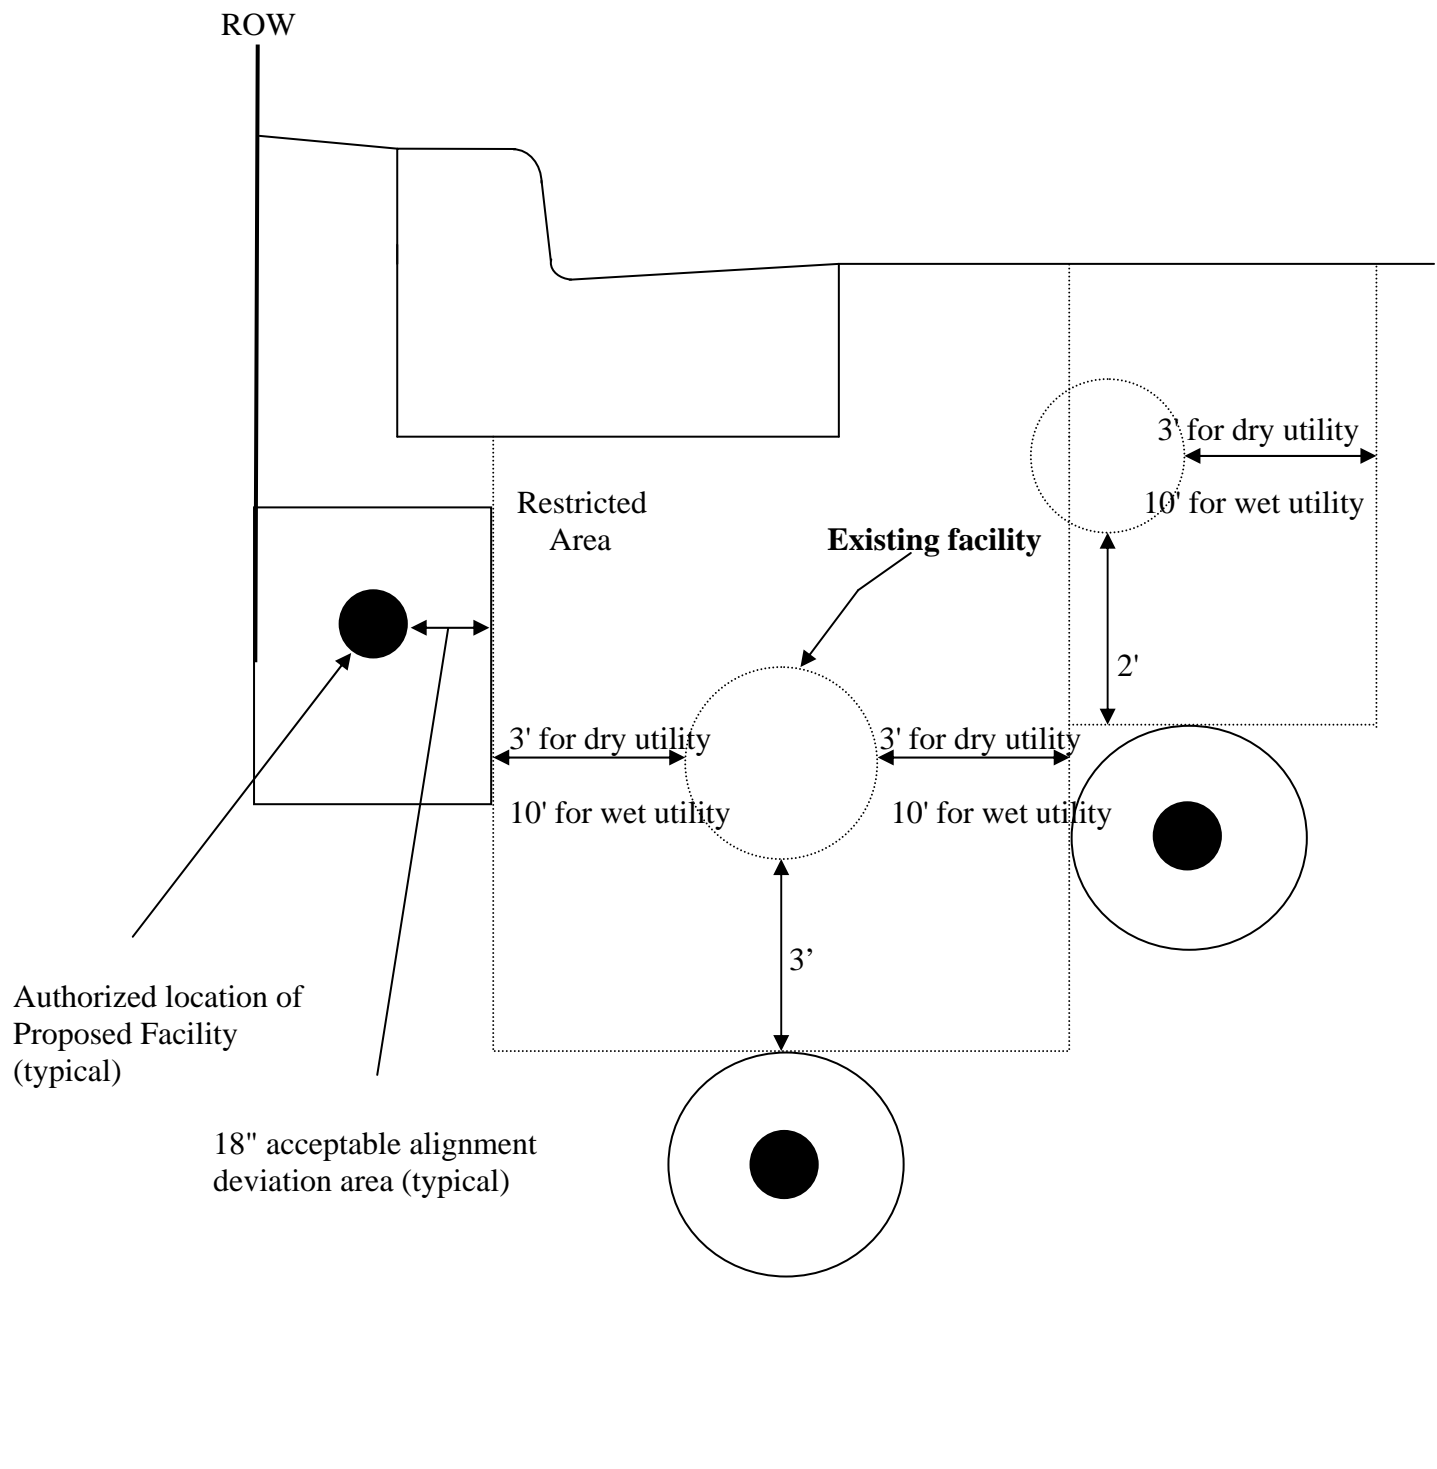 ROW
3' for dry utility
10' for wet utility
Restricted
Area
Existing facility
2'
3' for dry utility
3' for dry utility
10' for wet utility
10' for wet utility
3’
Authorized location of
Proposed Facility
(typical)
18" acceptable alignment
deviation area (typical)